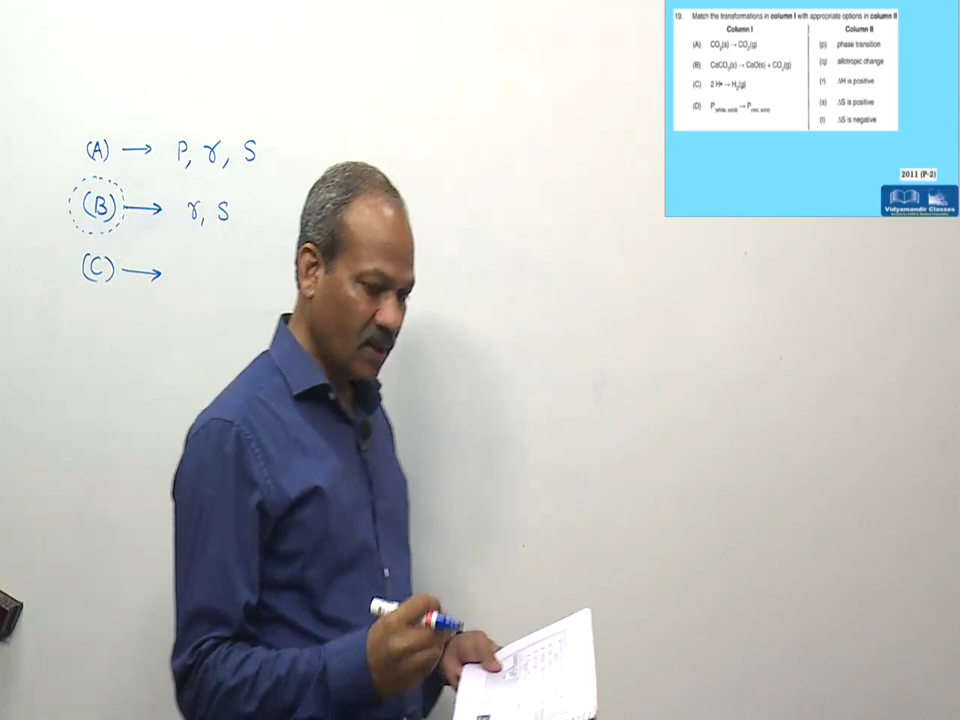 19. Match the transformations in column I with appropriate options in column II
Column I Column II
(A) CO₂(s) → CO₂(g) (p) phase transition
(B) CaCO₃(s) → CaO(s) + CO₂(g) (q) allotropic change
(C) 2 H• → H₂(g) (r) ΔH is positive
(D) P(white, solid) → P(red, solid) (s) ΔS is positive
(t) ΔS is negative
2011 (P-2)
Vidyamandir Classes
(A) → P, r, S
(B) → r, S
(C) →